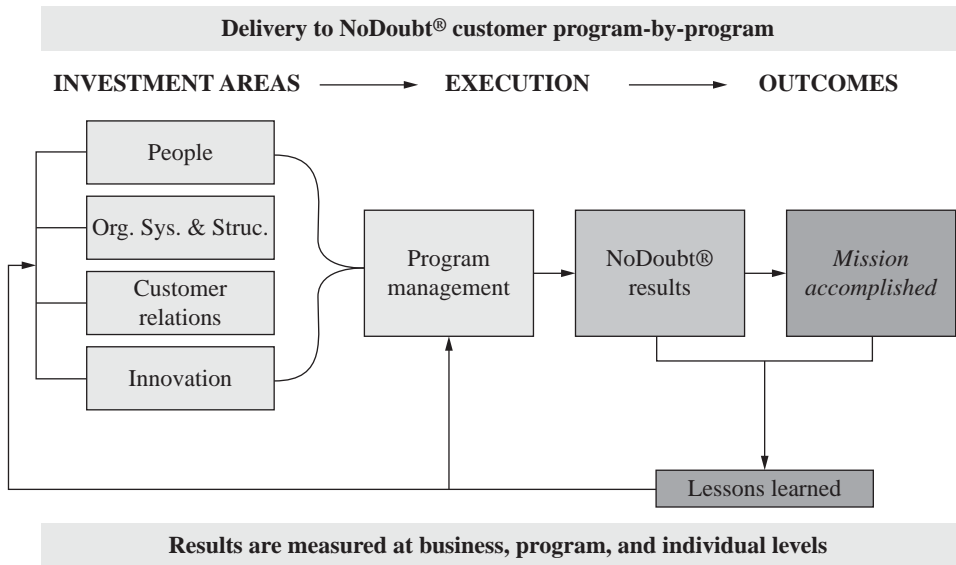 Delivery to NoDoubt® customer program-by-program
INVESTMENT AREAS
EXECUTION
OUTCOMES
People
Org. Sys. & Struc.
Customer
relations
Innovation
Program
management
NoDoubt®
results
Mission
accomplished
Lessons learned
Results are measured at business, program, and individual levels